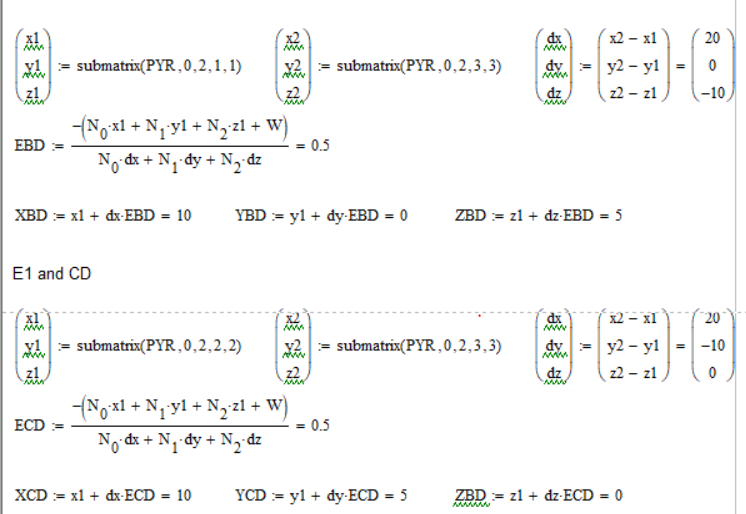 (x1 y1 z1) := submatrix(PYR,0,2,1,1) (x2 y2 z2) := submatrix(PYR,0,2,3,3) (dx dy dz) := (x2 − x1 y2 − y1 z2 − z1) = (20 0 −10)
EBD := −(N0·x1 + N1·y1 + N2·z1 + W) / N0·dx + N1·dy + N2·dz = 0.5
XBD := x1 + dx·EBD = 10 YBD := y1 + dy·EBD = 0 ZBD := z1 + dz·EBD = 5
E1 and CD
(x1 y1 z1) := submatrix(PYR,0,2,2,2) (x2 y2 z2) := submatrix(PYR,0,2,3,3) (dx dy dz) := (x2 − x1 y2 − y1 z2 − z1) = (20 −10 0)
ECD := −(N0·x1 + N1·y1 + N2·z1 + W) / N0·dx + N1·dy + N2·dz = 0.5
XCD := x1 + dx·ECD = 10 YCD := y1 + dy·ECD = 5 ZBD := z1 + dz·ECD = 0